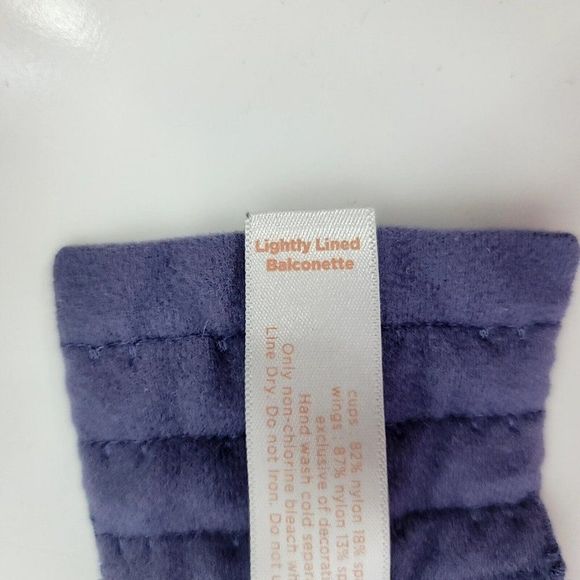 Lightly Lined
Balconette
cups : 82% nylon 18%
wings : 87% nylon 13%
exclusive of
Hand wash cold
Only non-chlorine bleach
Line Dry. Do not Iron. Do not